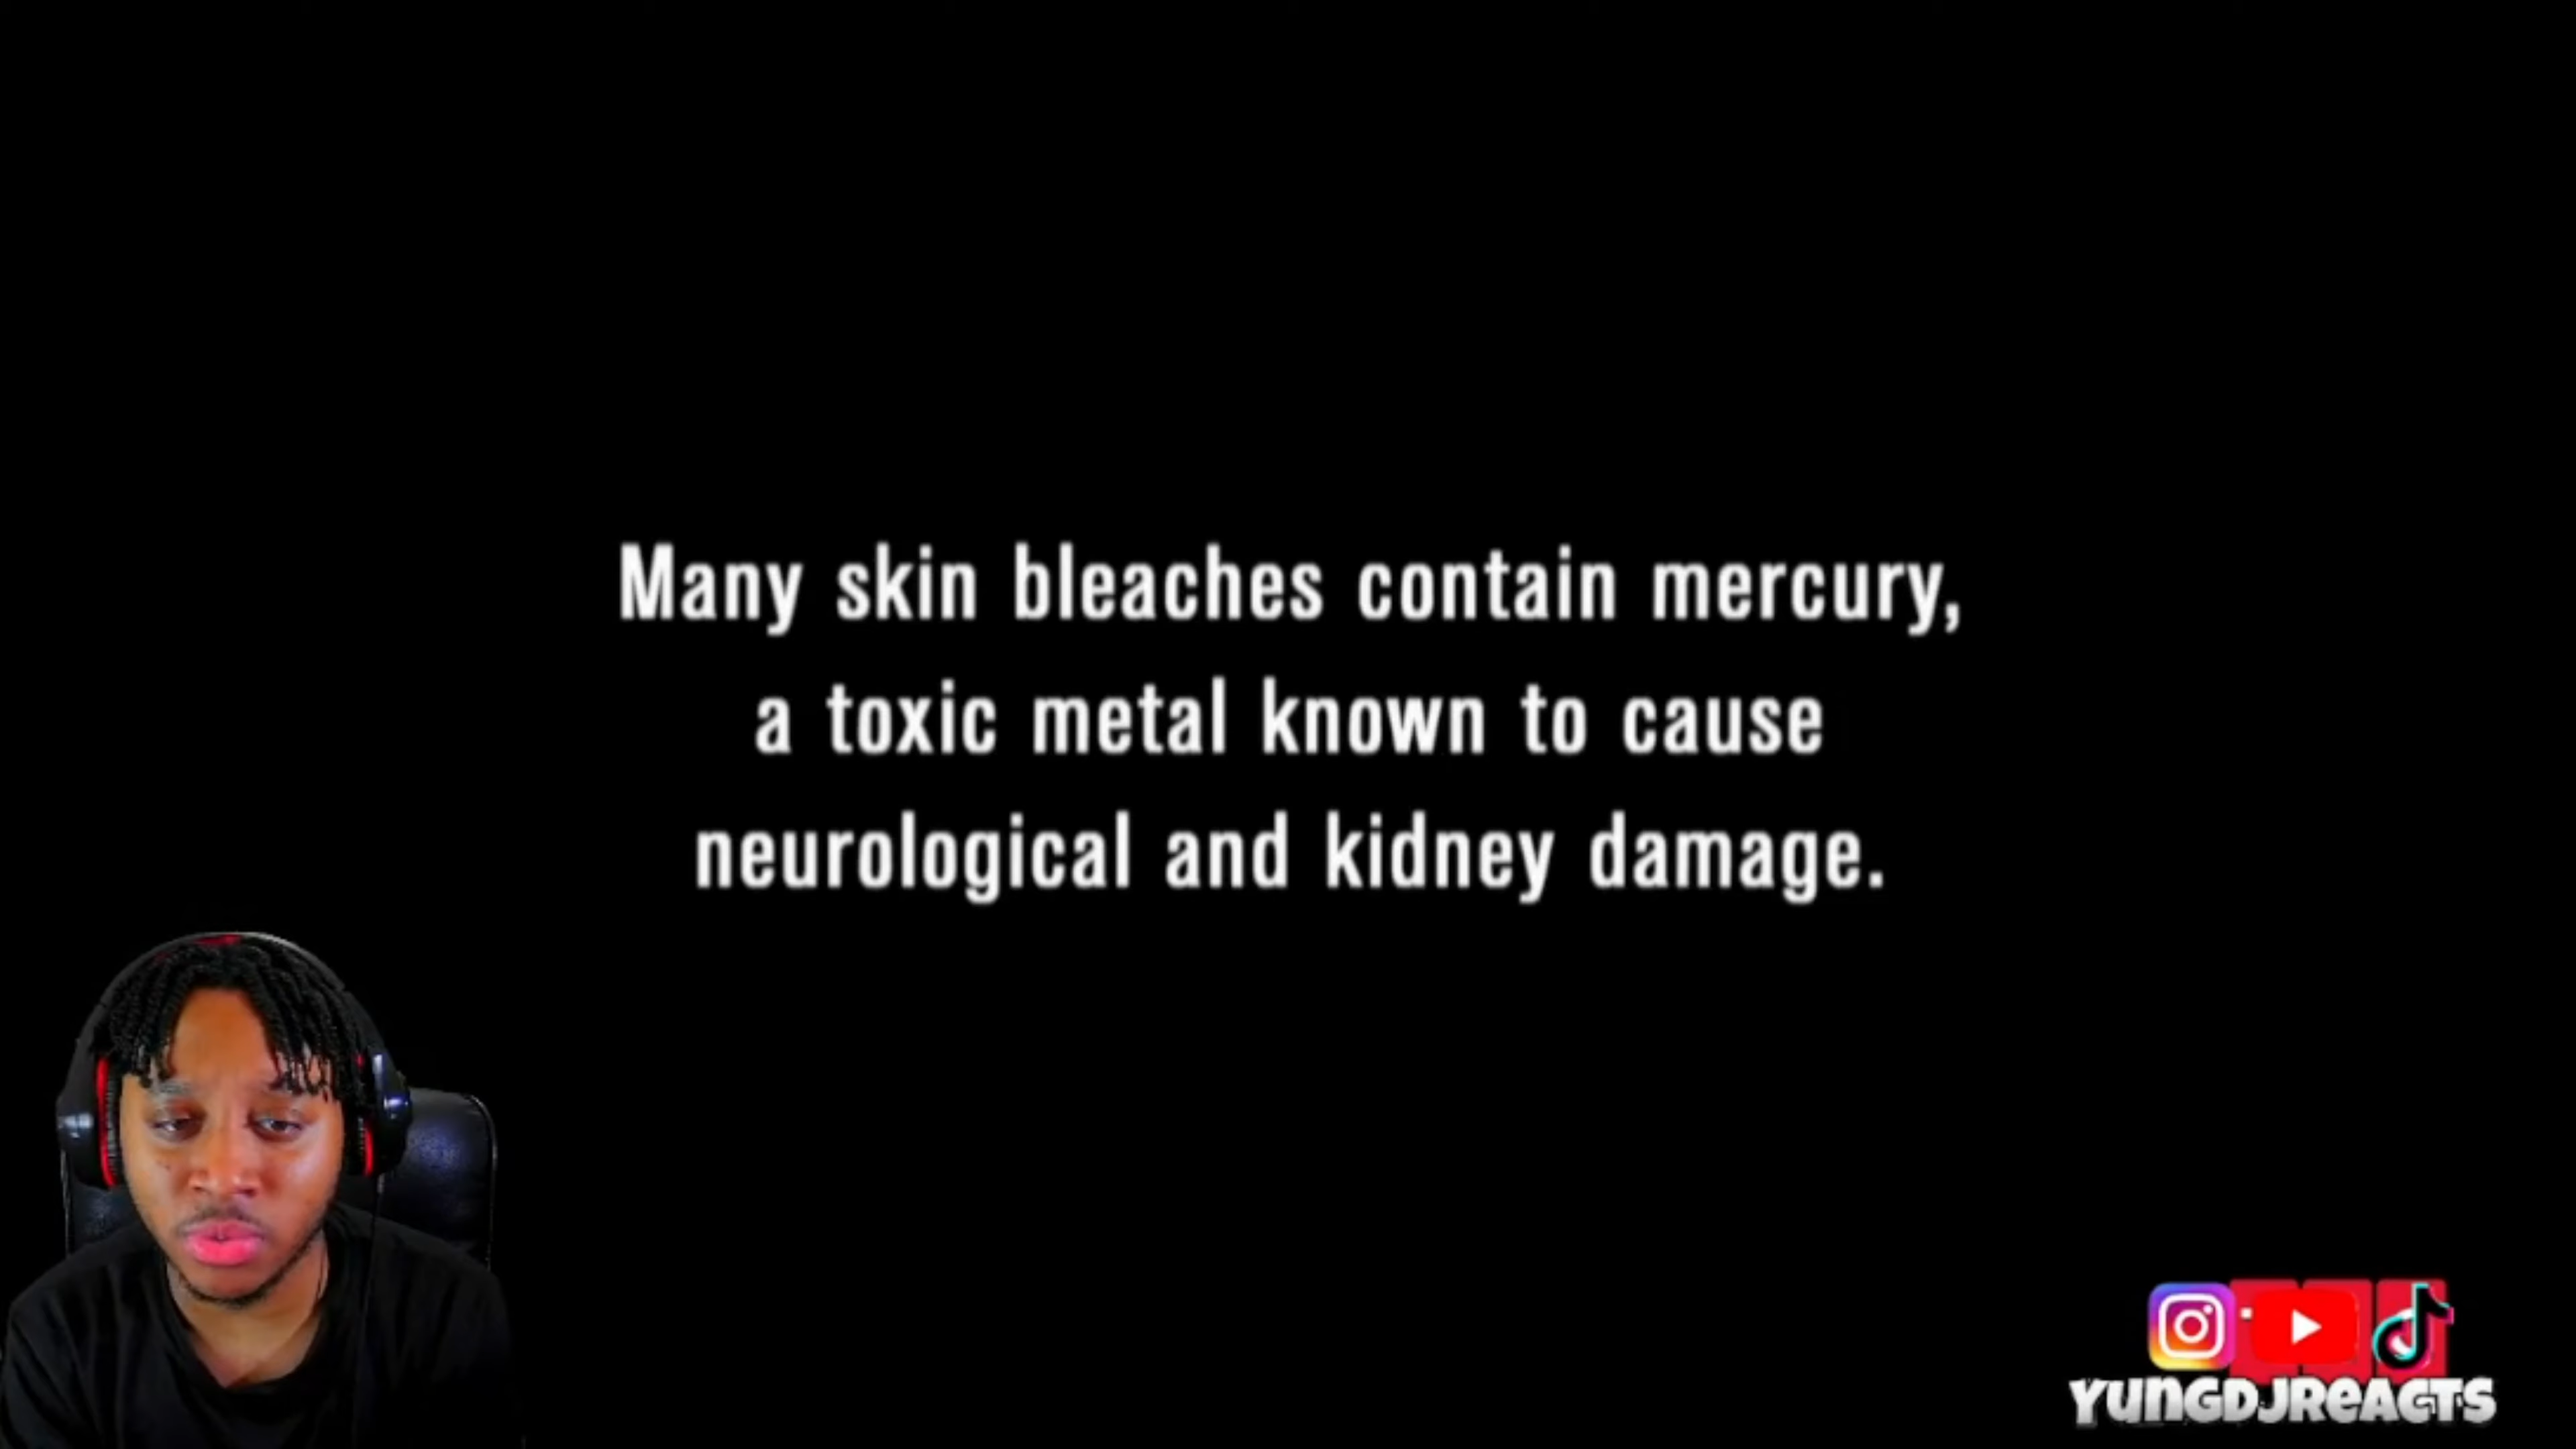 Many skin bleaches contain mercury,
a toxic metal known to cause
neurological and kidney damage.
YUNGDJREACTS